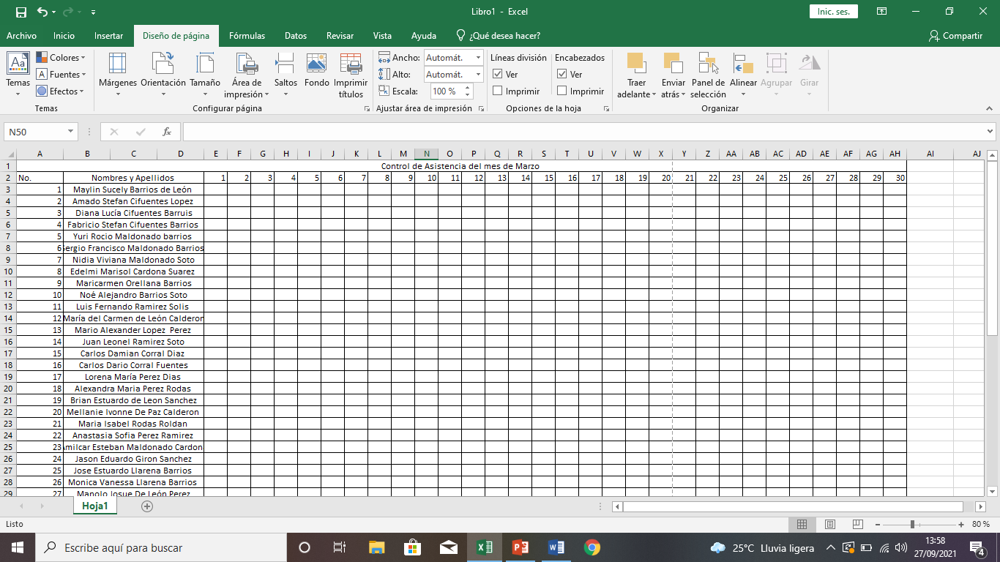 Libro1 - Excel
Inic. ses.
Archivo Inicio Insertar Diseño de página Fórmulas Datos Revisar Vista Ayuda ¿Qué desea hacer? Compartir
Aa Colores Ancho: Automát. Líneas división Encabezados
A Fuentes Alto: Automát. Ver Ver
Efectos Escala: 100 % Imprimir Imprimir
Temas Márgenes Orientación Tamaño Área de impresión Saltos Fondo Imprimir títulos Traer adelante Enviar atrás Panel de selección Alinear Agrupar Girar
Temas Configurar página Ajustar área de impresión Opciones de la hoja Organizar
N50 fx
A B C D E F G H I J K L M N O P Q R S T U V W X Y Z AA AB AC AD AE AF AG AH AI AJ
1 Control de Asistencia del mes de Marzo
2 No. Nombres y Apellidos 1 2 3 4 5 6 7 8 9 10 11 12 13 14 15 16 17 18 19 20 21 22 23 24 25 26 27 28 29 30
3 1 Maylin Sucely Barrios de León
4 2 Amado Stefan Cifuentes Lopez
5 3 Diana Lucía Cifuentes Barruis
6 4 Fabricio Stefan Cifuentes Barrios
7 5 Yuri Rocio Maldonado barrios
8 6 Sergio Francisco Maldonado Barrios
9 7 Nidia Viviana Maldonado Soto
10 8 Edelmi Marisol Cardona Suarez
11 9 Maricarmen Orellana Barrios
12 10 Noé Alejandro Barrios Soto
13 11 Luis Fernando Ramirez Solis
14 12 María del Carmen de León Calderon
15 13 Mario Alexander Lopez Perez
16 14 Juan Leonel Ramirez Soto
17 15 Carlos Damian Corral Diaz
18 16 Carlos Dario Corral Fuentes
19 17 Lorena María Perez Dias
20 18 Alexandra Maria Perez Rodas
21 19 Brian Estuardo de Leon Sanchez
22 20 Mellanie Ivonne De Paz Calderon
23 21 Maria Isabel Rodas Roldan
24 22 Anastasia Sofia Perez Ramirez
25 23 Amilcar Esteban Maldonado Cardon
26 24 Jason Eduardo Giron Sanchez
27 25 Jose Estuardo Llarena Barrios
28 26 Monica Vanessa Llarena Barrios
29 27 Manolo Josue De León Perez
Hoja1
Listo 80 %
Escribe aquí para buscar 25°C Lluvia ligera 13:58
27/09/2021 4